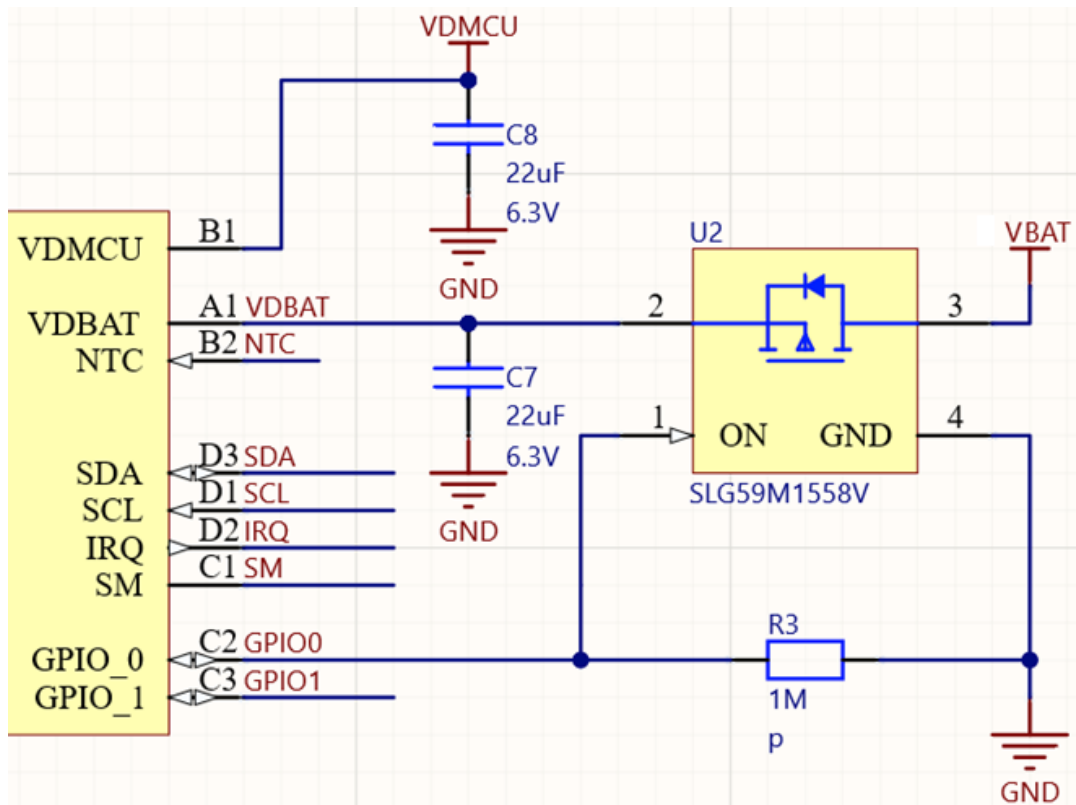 VDMCU
C8
22uF
6.3V
GND
VDMCU
B1
VDBAT
A1 VDBAT
NTC
B2 NTC
C7
22uF
6.3V
GND
SDA
D3 SDA
SCL
D1 SCL
IRQ
D2 IRQ
SM
C1 SM
GPIO_0
C2 GPIO0
GPIO_1
C3 GPIO1
U2
VBAT
2
3
1
ON
GND
4
SLG59M1558V
R3
1M
p
GND